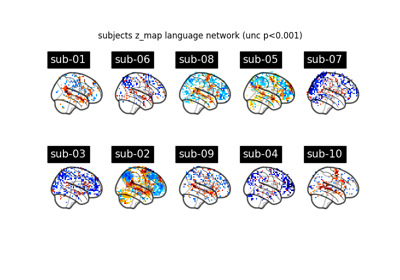 subjects z_map language network (unc p<0.001)
sub-01 sub-06 sub-08 sub-05 sub-07
sub-03 sub-02 sub-09 sub-04 sub-10